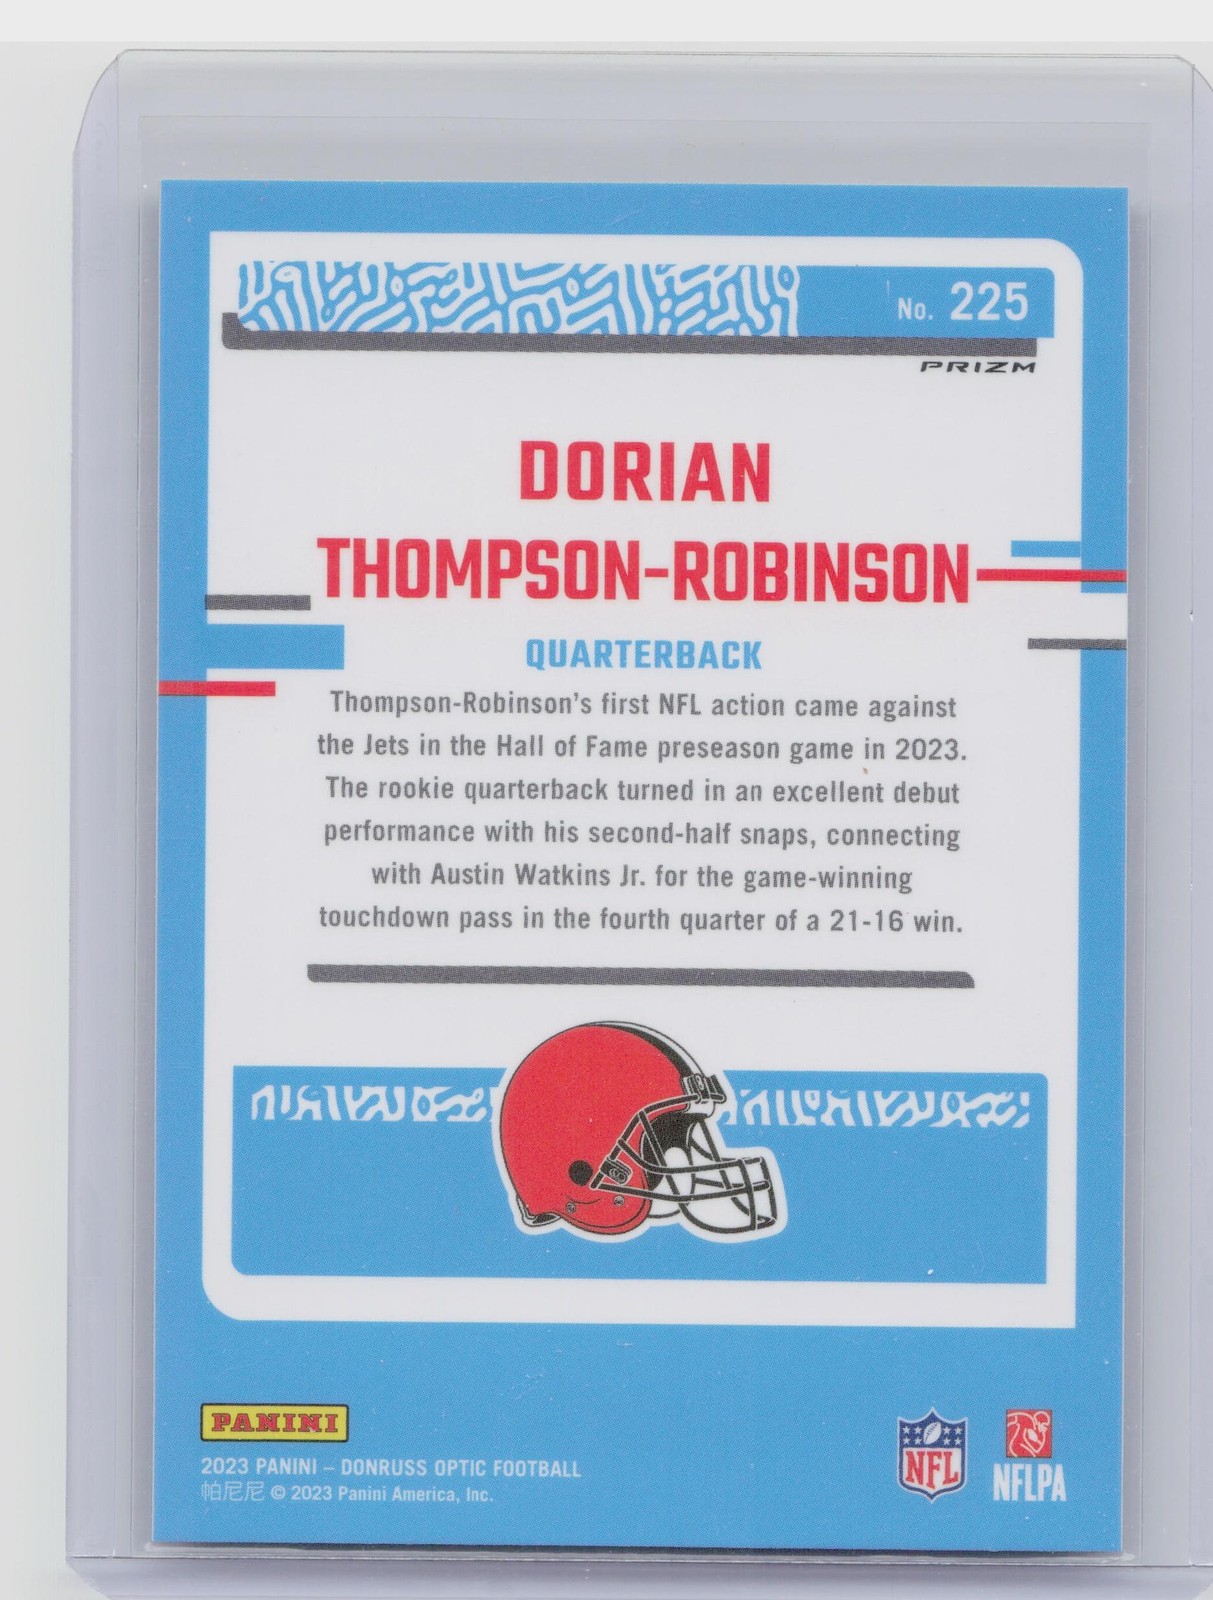 No. 225
PRIZM
DORIAN
THOMPSON-ROBINSON
QUARTERBACK
Thompson-Robinson's first NFL action came against
the Jets in the Hall of Fame preseason game in 2023.
The rookie quarterback turned in an excellent debut
performance with his second-half snaps, connecting
with Austin Watkins Jr. for the game-winning
touchdown pass in the fourth quarter of a 21-16 win.
PANINI
2023 PANINI – DONRUSS OPTIC FOOTBALL
帕尼尼 © 2023 Panini America, Inc.
NFL
NFLPA